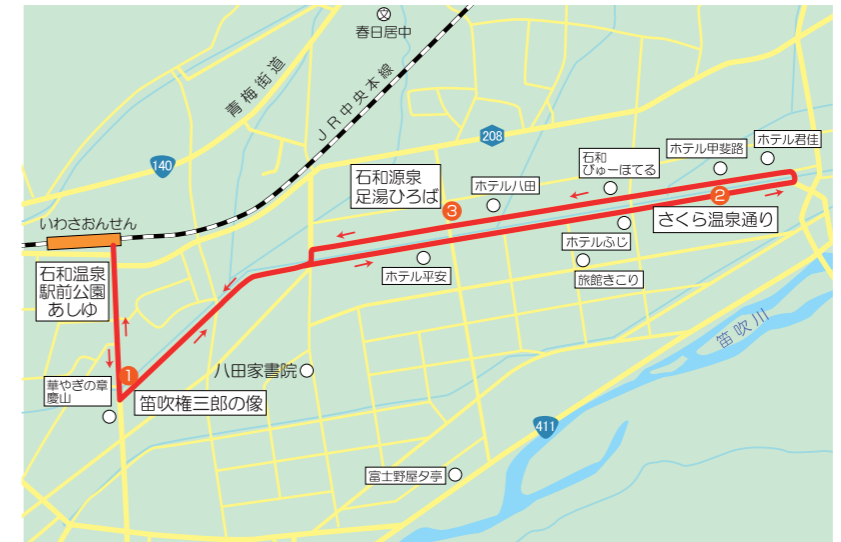 春日居中
青梅街道
JR中央本線
140
208
ホテル君佳
ホテル甲斐路
石和
びゅーほてる
石和源泉
足湯ひろば
ホテル八田
3
2
さくら温泉通り
いわさおんせん
ホテルふじ
ホテル平安
旅館きこり
石和温泉
駅前公園
あしゆ
笛吹川
1
八田家書院
華やぎの章
慶山
笛吹権三郎の像
411
富士野屋夕亭